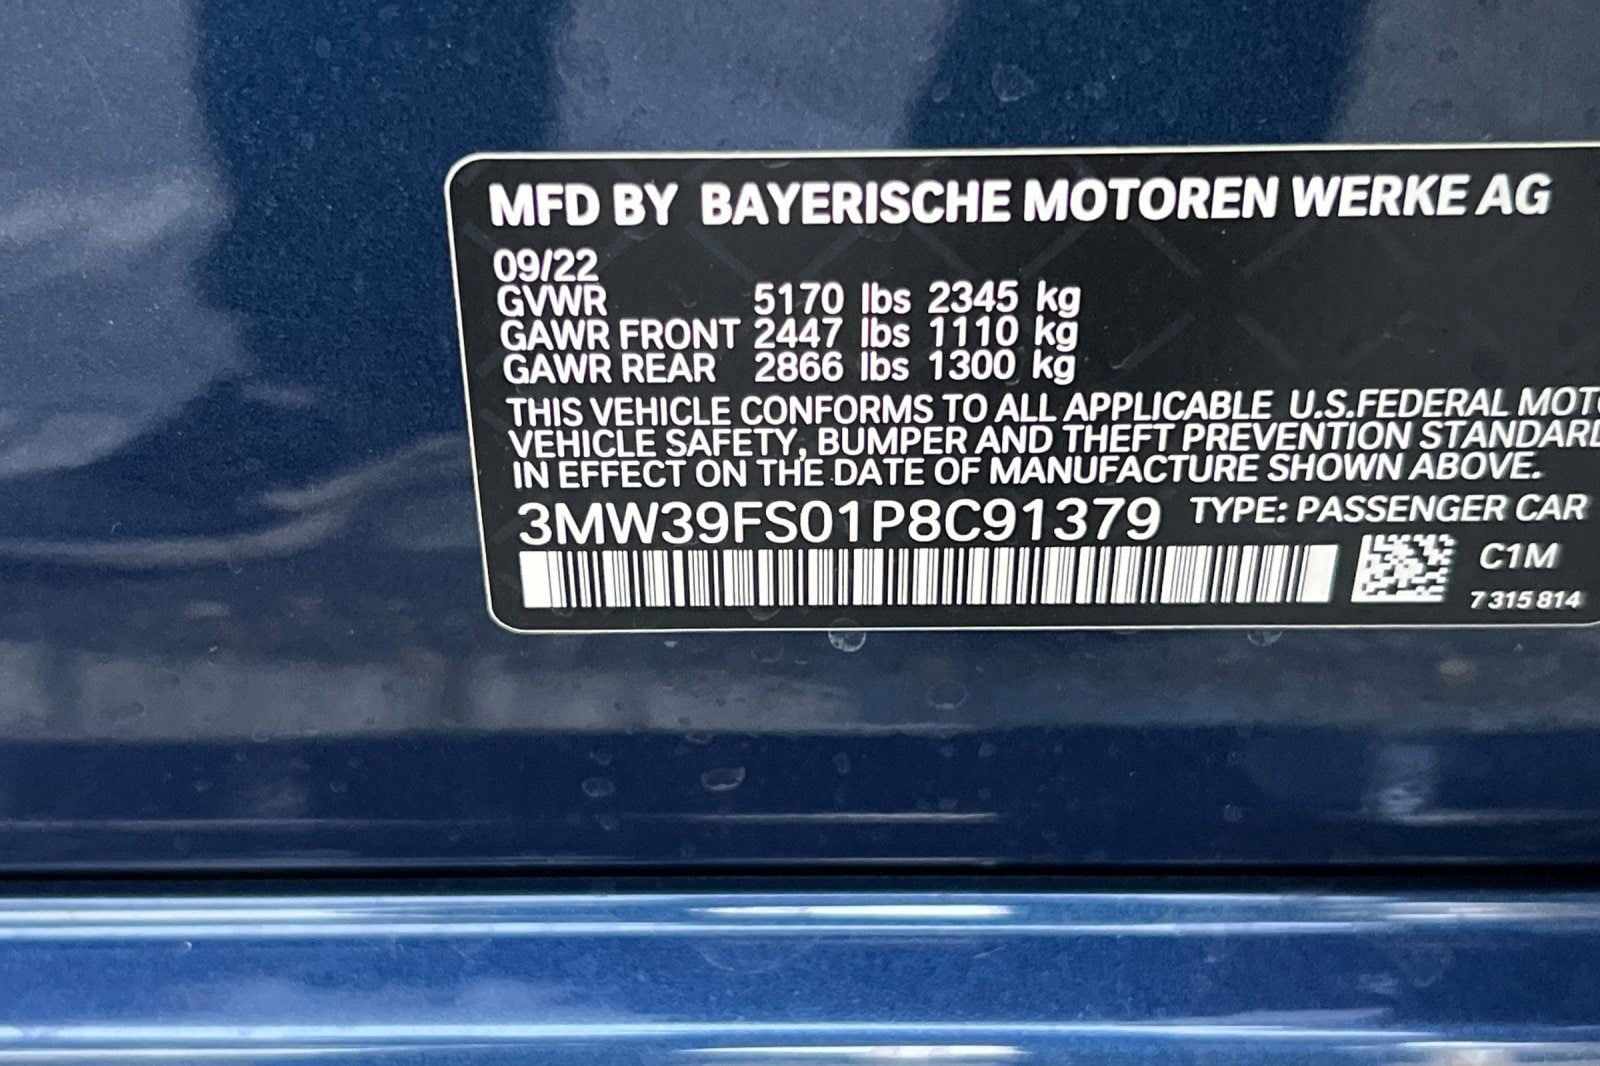 MFD BY BAYERISCHE MOTOREN WERKE AG
09/22
GVWR 5170 lbs 2345 kg
GAWR FRONT 2447 lbs 1110 kg
GAWR REAR 2866 lbs 1300 kg
THIS VEHICLE CONFORMS TO ALL APPLICABLE U.S.FEDERAL MOTO
VEHICLE SAFETY, BUMPER AND THEFT PREVENTION STANDARD
IN EFFECT ON THE DATE OF MANUFACTURE SHOWN ABOVE.
3MW39FS01P8C91379 TYPE: PASSENGER CAR
C1M
7 315 814